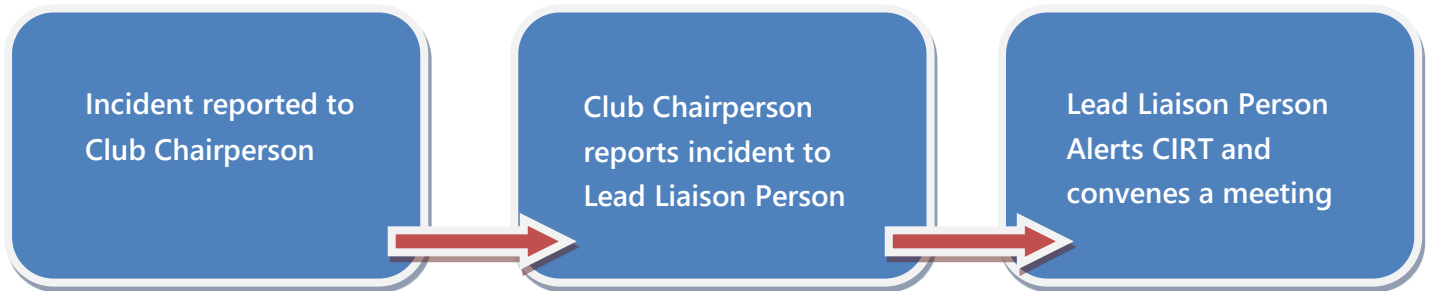 Incident reported to
Club Chairperson
Club Chairperson
reports incident to
Lead Liaison Person
Lead Liaison Person
Alerts CIRT and
convenes a meeting